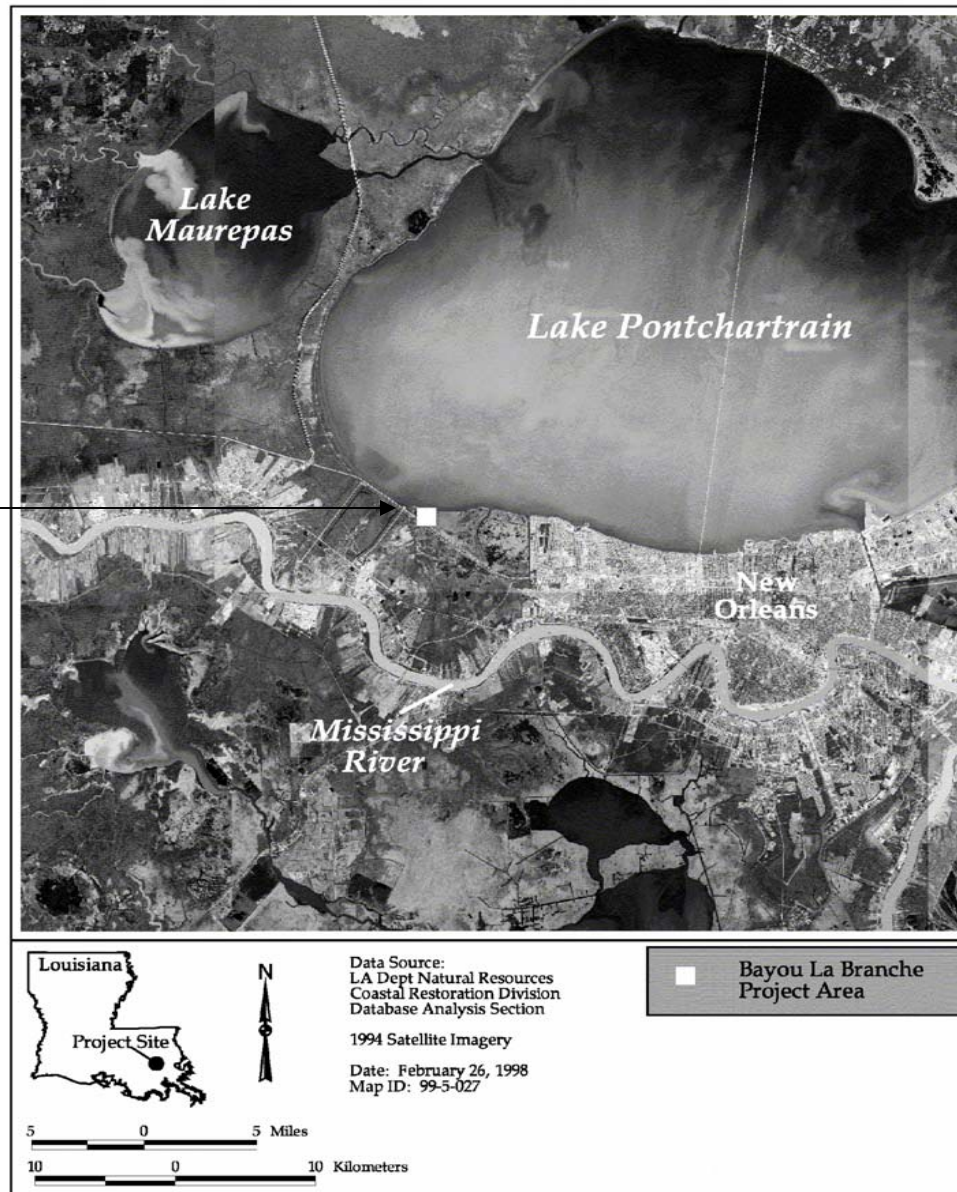 Lake
Maurepas
Lake Pontchartrain
New
Orleans
Mississippi
River
Louisiana
Project Site
N
Data Source:
LA Dept Natural Resources
Coastal Restoration Division
Database Analysis Section
1994 Satellite Imagery
Date: February 26, 1998
Map ID: 99-5-027
Bayou La Branche
Project Area
5 0 5 Miles
10 0 10 Kilometers